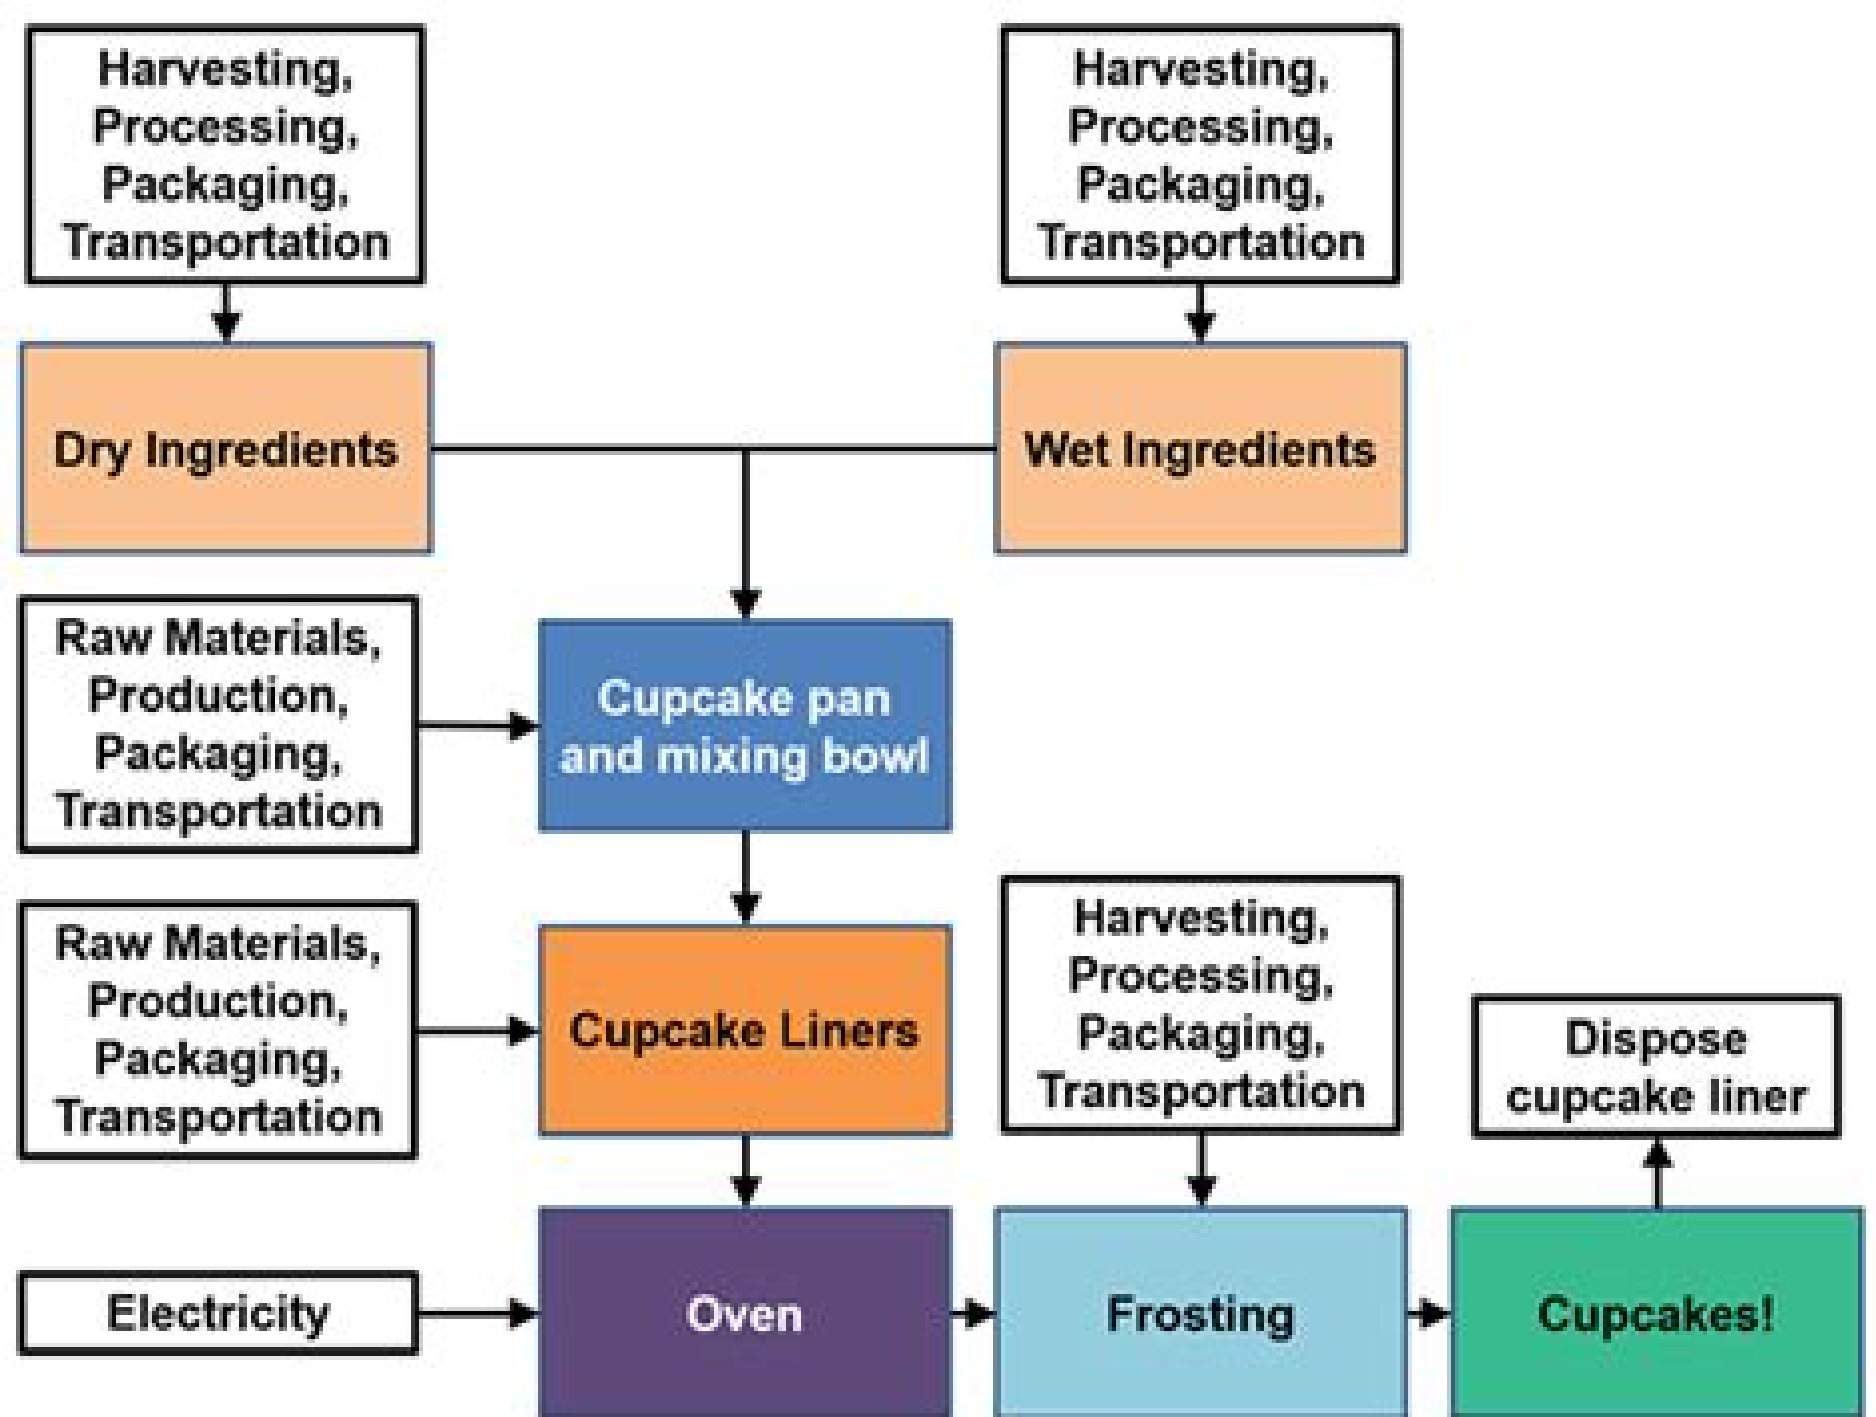 Harvesting,
Processing,
Packaging,
Transportation
Harvesting,
Processing,
Packaging,
Transportation
Dry Ingredients
Wet Ingredients
Raw Materials,
Production,
Packaging,
Transportation
Cupcake pan
and mixing bowl
Raw Materials,
Production,
Packaging,
Transportation
Cupcake Liners
Harvesting,
Processing,
Packaging,
Transportation
Dispose
cupcake liner
Electricity
Oven
Frosting
Cupcakes!